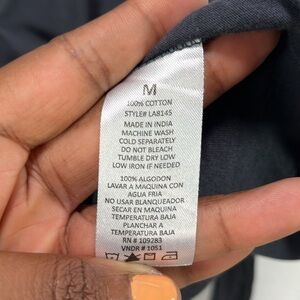 M
100% COTTON
STYLE# LA8145
MADE IN INDIA
MACHINE WASH
COLD SEPARATELY
DO NOT BLEACH
TUMBLE DRY LOW
LOW IRON IF NEEDED
100% ALGODON
LAVAR A MAQUINA CON
AGUA FRIA
NO USAR BLANQUEADOR
SECAR EN MAQUINA
TEMPERATURA BAJA
PLANCHAR A
TEMPERATURA BAJA
RN # 109283
VNDR # 1051